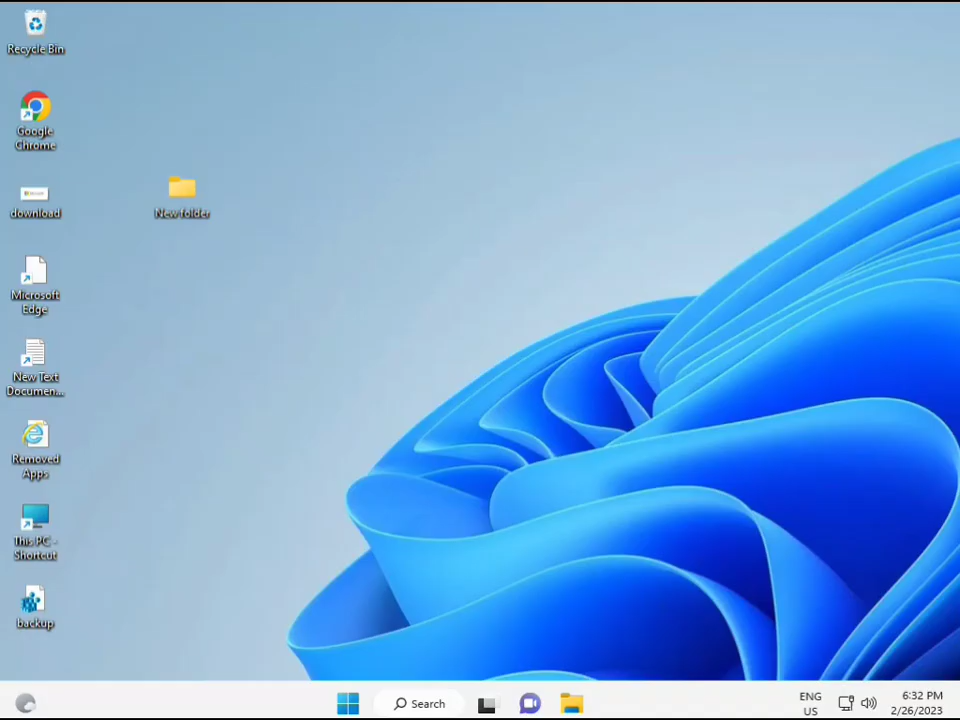 Recycle Bin
Google
Chrome
download
New folder
Microsoft
Edge
New Text
Documen...
Removed
Apps
This PC -
Shortcut
backup
Search
ENG
US
6:32 PM
2/26/2023